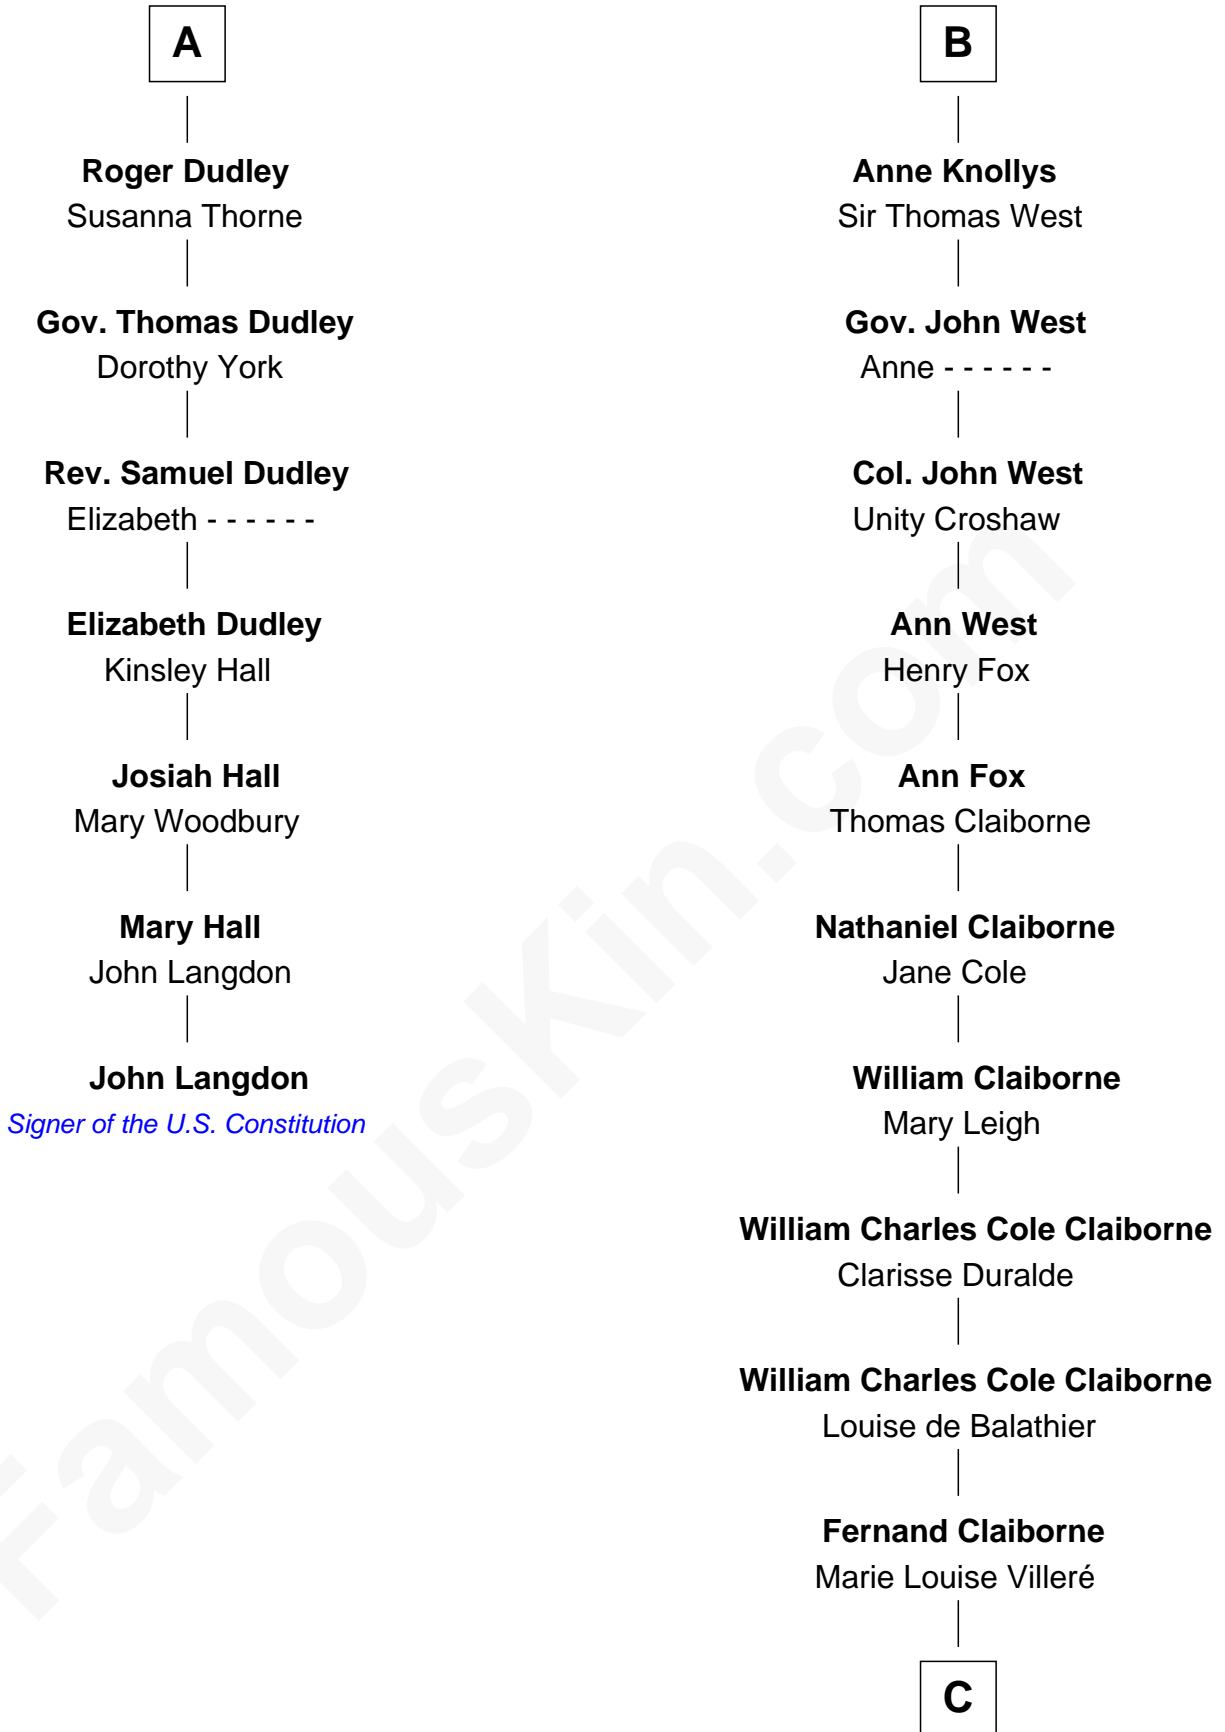 A
Roger Dudley
Susanna Thorne
Gov. Thomas Dudley
Dorothy York
Rev. Samuel Dudley
Elizabeth - - - - - -
Elizabeth Dudley
Kinsley Hall
Josiah Hall
Mary Woodbury
Mary Hall
John Langdon
John Langdon
Signer of the U.S. Constitution
B
Anne Knollys
Sir Thomas West
Gov. John West
Anne - - - - - -
Col. John West
Unity Croshaw
Ann West
Henry Fox
Ann Fox
Thomas Claiborne
Nathaniel Claiborne
Jane Cole
William Claiborne
Mary Leigh
William Charles Cole Claiborne
Clarisse Duralde
William Charles Cole Claiborne
Louise de Balathier
Fernand Claiborne
Marie Louise Villeré
C
FamousKin.com